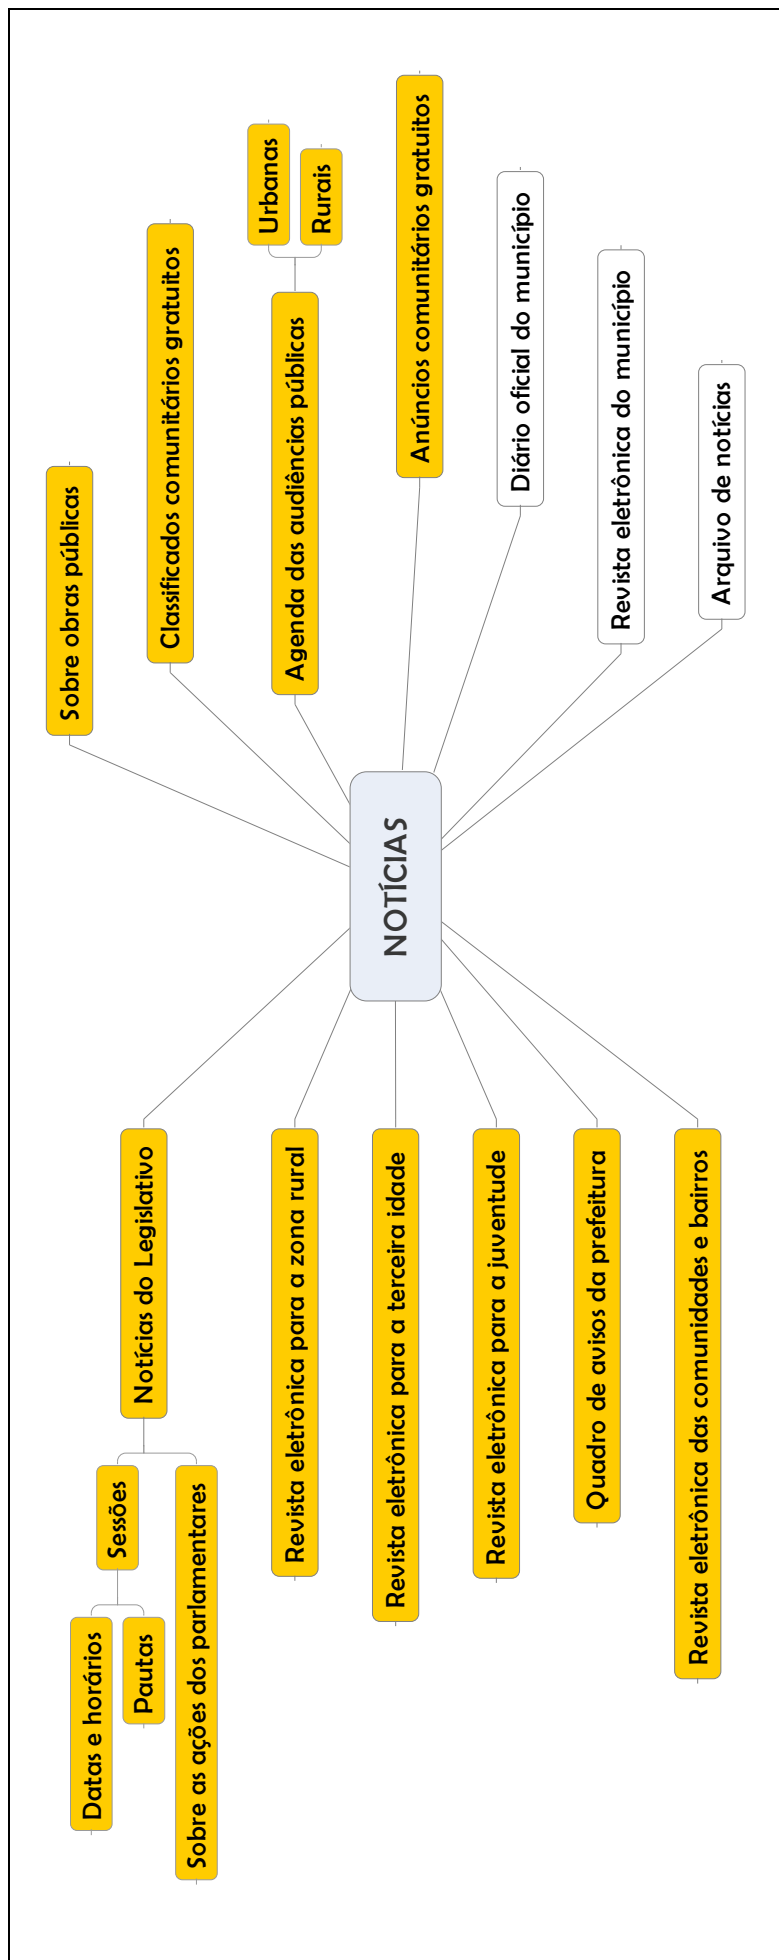 Datas e horários
Pautas
Sessões
Sobre as ações dos parlamentares
Notícias do Legislativo
Revista eletrônica para a zona rural
Revista eletrônica para a terceira idade
Revista eletrônica para a juventude
Quadro de avisos da prefeitura
Revista eletrônica das comunidades e bairros
NOTÍCIAS
Sobre obras públicas
Classificados comunitários gratuitos
Agenda das audiências públicas
Urbanas
Rurais
Anúncios comunitários gratuitos
Diário oficial do município
Revista eletrônica do município
Arquivo de notícias